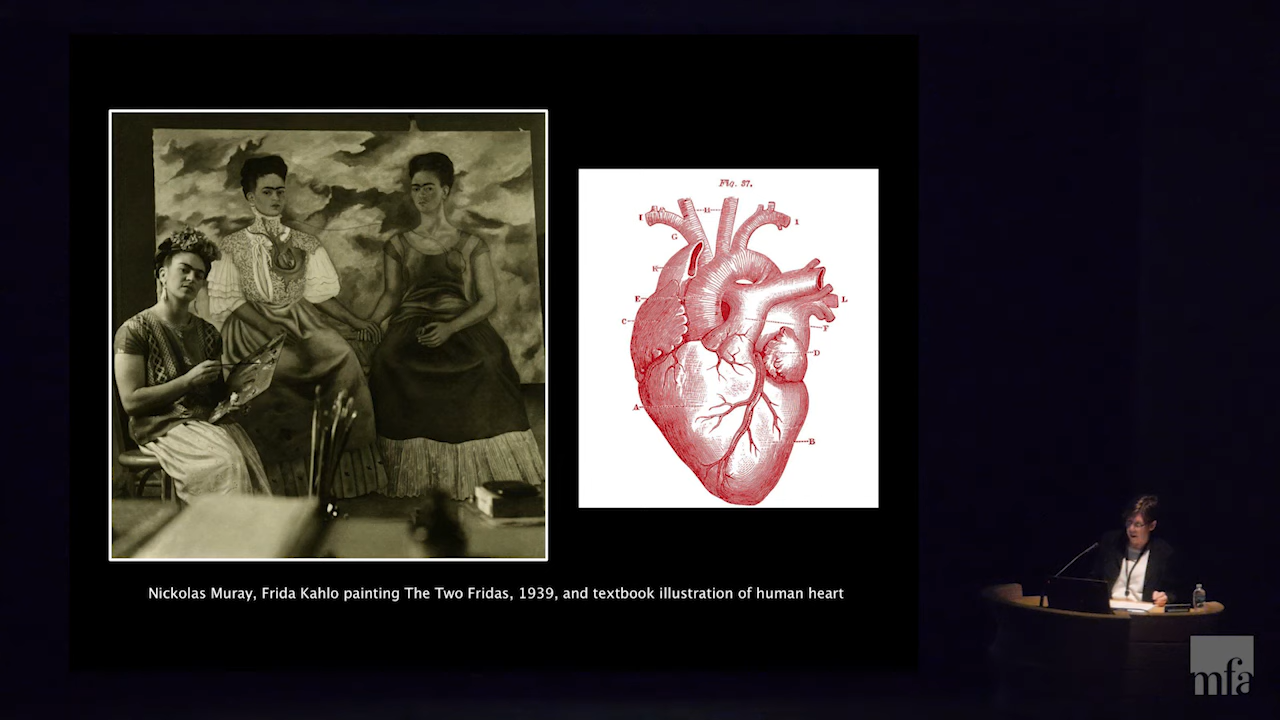 Fig. 37.
I
H
I
G
K
E
L
C
F
D
A
B
Nickolas Muray, Frida Kahlo painting The Two Fridas, 1939, and textbook illustration of human heart
mfa